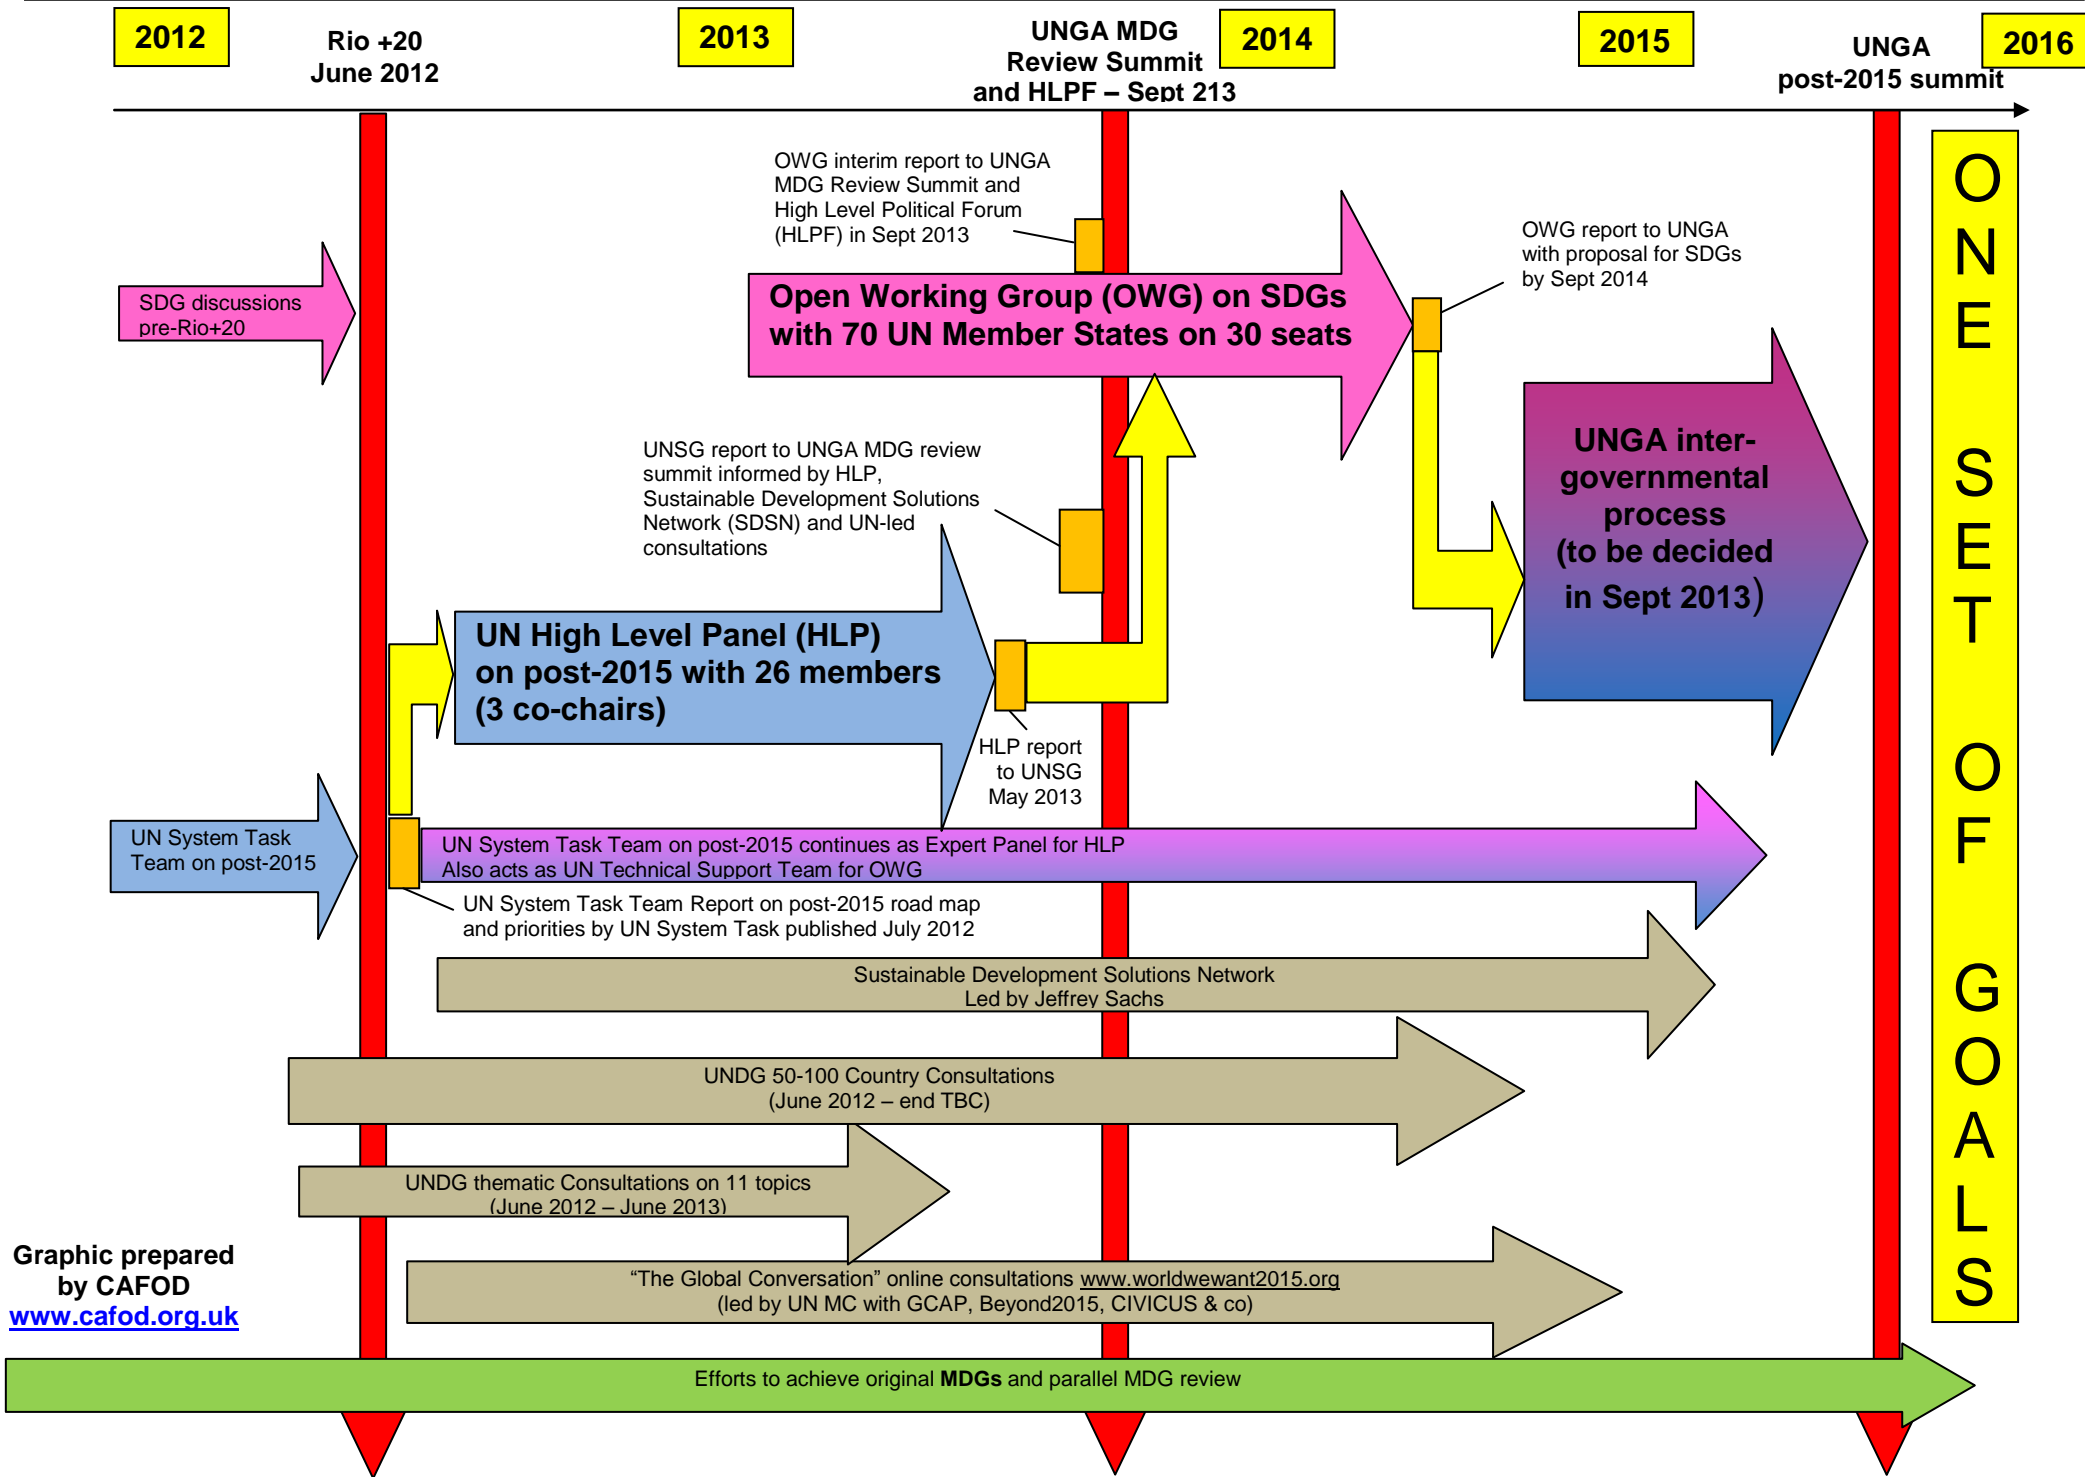 2012
Rio +20
June 2012
2013
UNGA MDG
Review Summit
and HLPF – Sept 213
2014
2015
UNGA
post-2015 summit
2016
OWG interim report to UNGA
MDG Review Summit and
High Level Political Forum
(HLPF) in Sept 2013
OWG report to UNGA
with proposal for SDGs
by Sept 2014
SDG discussions
pre-Rio+20
Open Working Group (OWG) on SDGs
with 70 UN Member States on 30 seats
UNSG report to UNGA MDG review
summit informed by HLP,
Sustainable Development Solutions
Network (SDSN) and UN-led
consultations
UNGA inter-
governmental
process
(to be decided
in Sept 2013)
UN High Level Panel (HLP)
on post-2015 with 26 members
(3 co-chairs)
HLP report
to UNSG
May 2013
UN System Task
Team on post-2015
UN System Task Team on post-2015 continues as Expert Panel for HLP
Also acts as UN Technical Support Team for OWG
UN System Task Team Report on post-2015 road map
and priorities by UN System Task published July 2012
Sustainable Development Solutions Network
Led by Jeffrey Sachs
UNDG 50-100 Country Consultations
(June 2012 – end TBC)
UNDG thematic Consultations on 11 topics
(June 2012 – June 2013)
Graphic prepared
by CAFOD
www.cafod.org.uk
“The Global Conversation” online consultations www.worldwewant2015.org
(led by UN MC with GCAP, Beyond2015, CIVICUS & co)
Efforts to achieve original MDGs and parallel MDG review
ONE SET OF GOALS